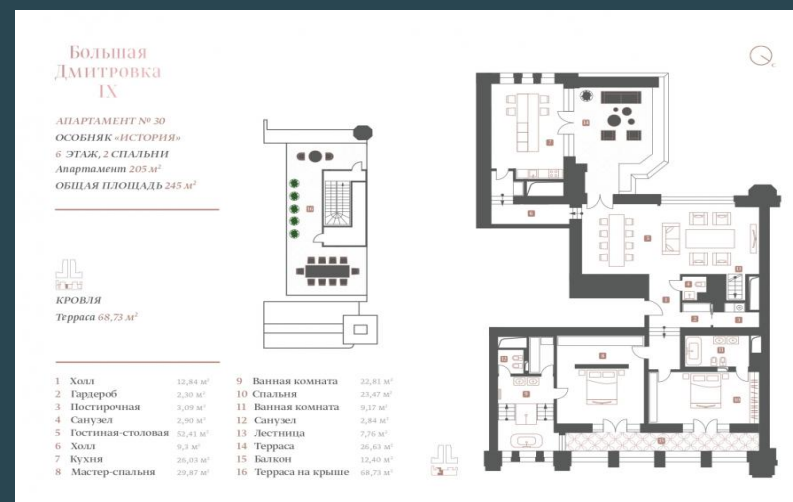 Большая
Дмитровка
IX
АПАРТАМЕНТ № 30
ОСОБНЯК «ИСТОРИЯ»
6 ЭТАЖ, 2 СПАЛЬНИ
Апартамент 205 м²
ОБЩАЯ ПЛОЩАДЬ 245 м²
КРОВЛЯ
Терраса 68,73 м²
1 Холл 12,84 м²
2 Гардероб 2,30 м²
3 Постирочная 3,09 м²
4 Санузел 2,90 м²
5 Гостиная-столовая 52,41 м²
6 Холл 9,3 м²
7 Кухня 26,03 м²
8 Мастер-спальня 29,87 м²
9 Ванная комната 22,81 м²
10 Спальня 23,47 м²
11 Ванная комната 9,17 м²
12 Санузел 2,84 м²
13 Лестница 7,76 м²
14 Терраса 26,63 м²
15 Балкон 12,40 м²
16 Терраса на крыше 68,73 м²